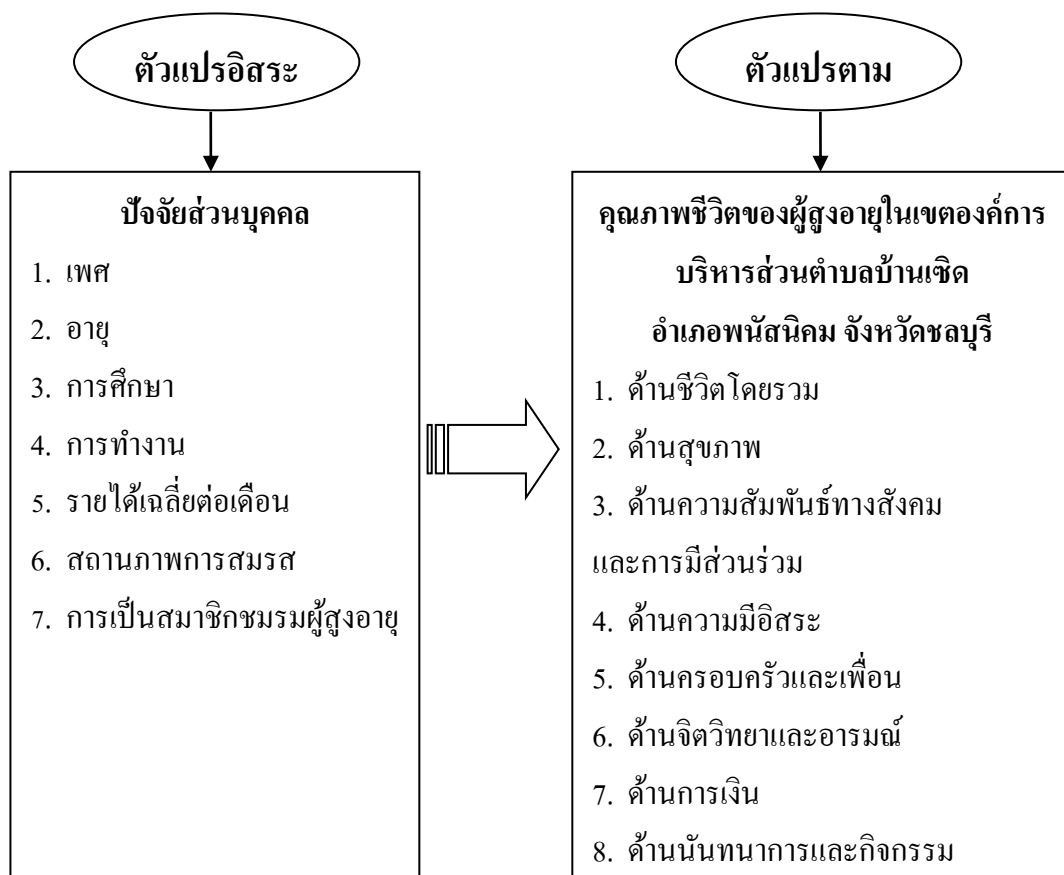 ตัวแปรอิสระ
ปัจจัยส่วนบุคคล
1. เพศ
2. อายุ
3. การศึกษา
4. การทำงาน
5. รายได้เฉลี่ยต่อเดือน
6. สถานภาพการสมรส
7. การเป็นสมาชิกชมรมผู้สูงอายุ
ตัวแปรตาม
คุณภาพชีวิตของผู้สูงอายุในเขตองค์การ
บริหารส่วนตำบลบ้านเซิด
อำเภอพนัสนิคม จังหวัดชลบุรี
1. ด้านชีวิตโดยรวม
2. ด้านสุขภาพ
3. ด้านความสัมพันธ์ทางสังคม
และการมีส่วนร่วม
4. ด้านความมีอิสระ
5. ด้านครอบครัวและเพื่อน
6. ด้านจิตวิทยาและอารมณ์
7. ด้านการเงิน
8. ด้านนันทนาการและกิจกรรม